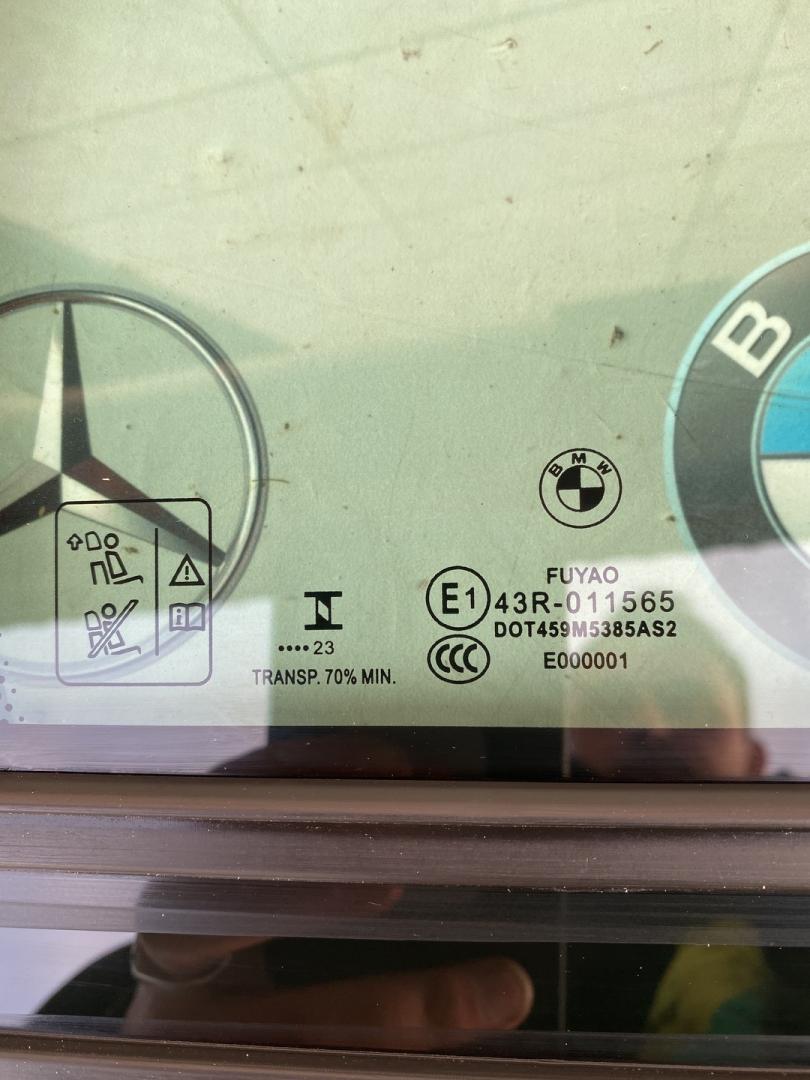 B
BMW
FUYAO
E1
43R-011565
DOT459M5385AS2
CCC
E000001
•••• 23
TRANSP. 70% MIN.
i